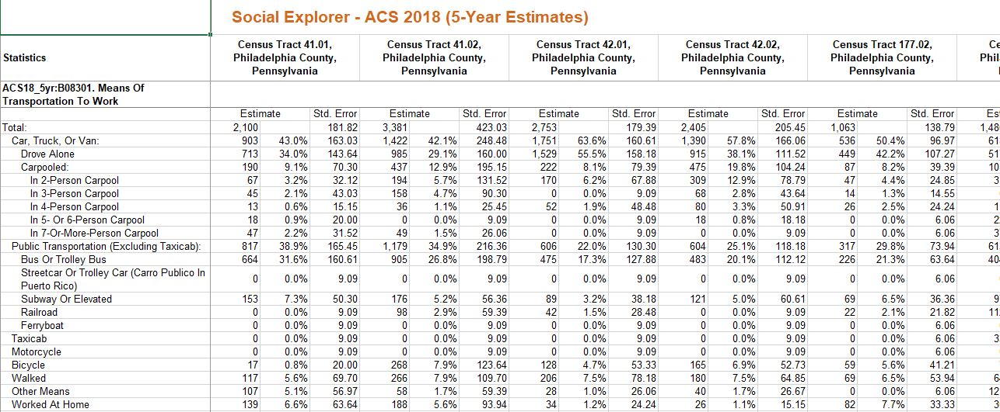 Social Explorer - ACS 2018 (5-Year Estimates)
Statistics Census Tract 41.01, Philadelphia County, Pennsylvania Census Tract 41.02, Philadelphia County, Pennsylvania Census Tract 42.01, Philadelphia County, Pennsylvania Census Tract 42.02, Philadelphia County, Pennsylvania Census Tract 177.02, Philadelphia County, Pennsylvania
ACS18_5yr:B08301. Means Of
Transportation To Work
Estimate Std. Error Estimate Std. Error Estimate Std. Error Estimate Std. Error Estimate Std. Error
Total: 2,100 181.82 3,381 423.03 2,753 179.39 2,405 205.45 1,063 138.79
Car, Truck, Or Van: 903 43.0% 163.03 1,422 42.1% 248.48 1,751 63.6% 160.61 1,390 57.8% 166.06 536 50.4% 96.97
Drove Alone 713 34.0% 143.64 985 29.1% 160.00 1,529 55.5% 158.18 915 38.1% 111.52 449 42.2% 107.27
Carpooled: 190 9.1% 70.30 437 12.9% 195.15 222 8.1% 79.39 475 19.8% 104.24 87 8.2% 39.39
In 2-Person Carpool 67 3.2% 32.12 194 5.7% 131.52 170 6.2% 67.88 309 12.9% 78.79 47 4.4% 24.85
In 3-Person Carpool 45 2.1% 43.03 158 4.7% 90.30 0 0.0% 9.09 68 2.8% 43.64 14 1.3% 14.55
In 4-Person Carpool 13 0.6% 15.15 36 1.1% 25.45 52 1.9% 48.48 80 3.3% 50.91 26 2.5% 24.24
In 5- Or 6-Person Carpool 18 0.9% 20.00 0 0.0% 9.09 0 0.0% 9.09 18 0.8% 18.18 0 0.0% 6.06
In 7-Or-More-Person Carpool 47 2.2% 31.52 49 1.5% 26.06 0 0.0% 9.09 0 0.0% 9.09 0 0.0% 6.06
Public Transportation (Excluding Taxicab): 817 38.9% 165.45 1,179 34.9% 216.36 606 22.0% 130.30 604 25.1% 118.18 317 29.8% 73.94
Bus Or Trolley Bus 664 31.6% 160.61 905 26.8% 198.79 475 17.3% 127.88 483 20.1% 112.12 226 21.3% 63.64
Streetcar Or Trolley Car (Carro Publico In
Puerto Rico) 0 0.0% 9.09 0 0.0% 9.09 0 0.0% 9.09 0 0.0% 9.09 0 0.0% 6.06
Subway Or Elevated 153 7.3% 50.30 176 5.2% 56.36 89 3.2% 38.18 121 5.0% 60.61 69 6.5% 36.36
Railroad 0 0.0% 9.09 98 2.9% 59.39 42 1.5% 28.48 0 0.0% 9.09 22 2.1% 21.82
Ferryboat 0 0.0% 9.09 0 0.0% 9.09 0 0.0% 9.09 0 0.0% 9.09 0 0.0% 6.06
Taxicab 0 0.0% 9.09 0 0.0% 9.09 0 0.0% 9.09 0 0.0% 9.09 0 0.0% 6.06
Motorcycle 0 0.0% 9.09 0 0.0% 9.09 0 0.0% 9.09 0 0.0% 9.09 0 0.0% 6.06
Bicycle 17 0.8% 20.00 268 7.9% 123.64 128 4.7% 53.33 165 6.9% 52.73 59 5.6% 41.21
Walked 117 5.6% 69.70 266 7.9% 109.70 206 7.5% 78.18 180 7.5% 64.85 69 6.5% 53.94
Other Means 107 5.1% 56.97 58 1.7% 59.39 28 1.0% 26.06 40 1.7% 26.67 0 0.0% 6.06
Worked At Home 139 6.6% 63.64 188 5.6% 93.94 34 1.2% 24.24 26 1.1% 15.15 82 7.7% 33.33